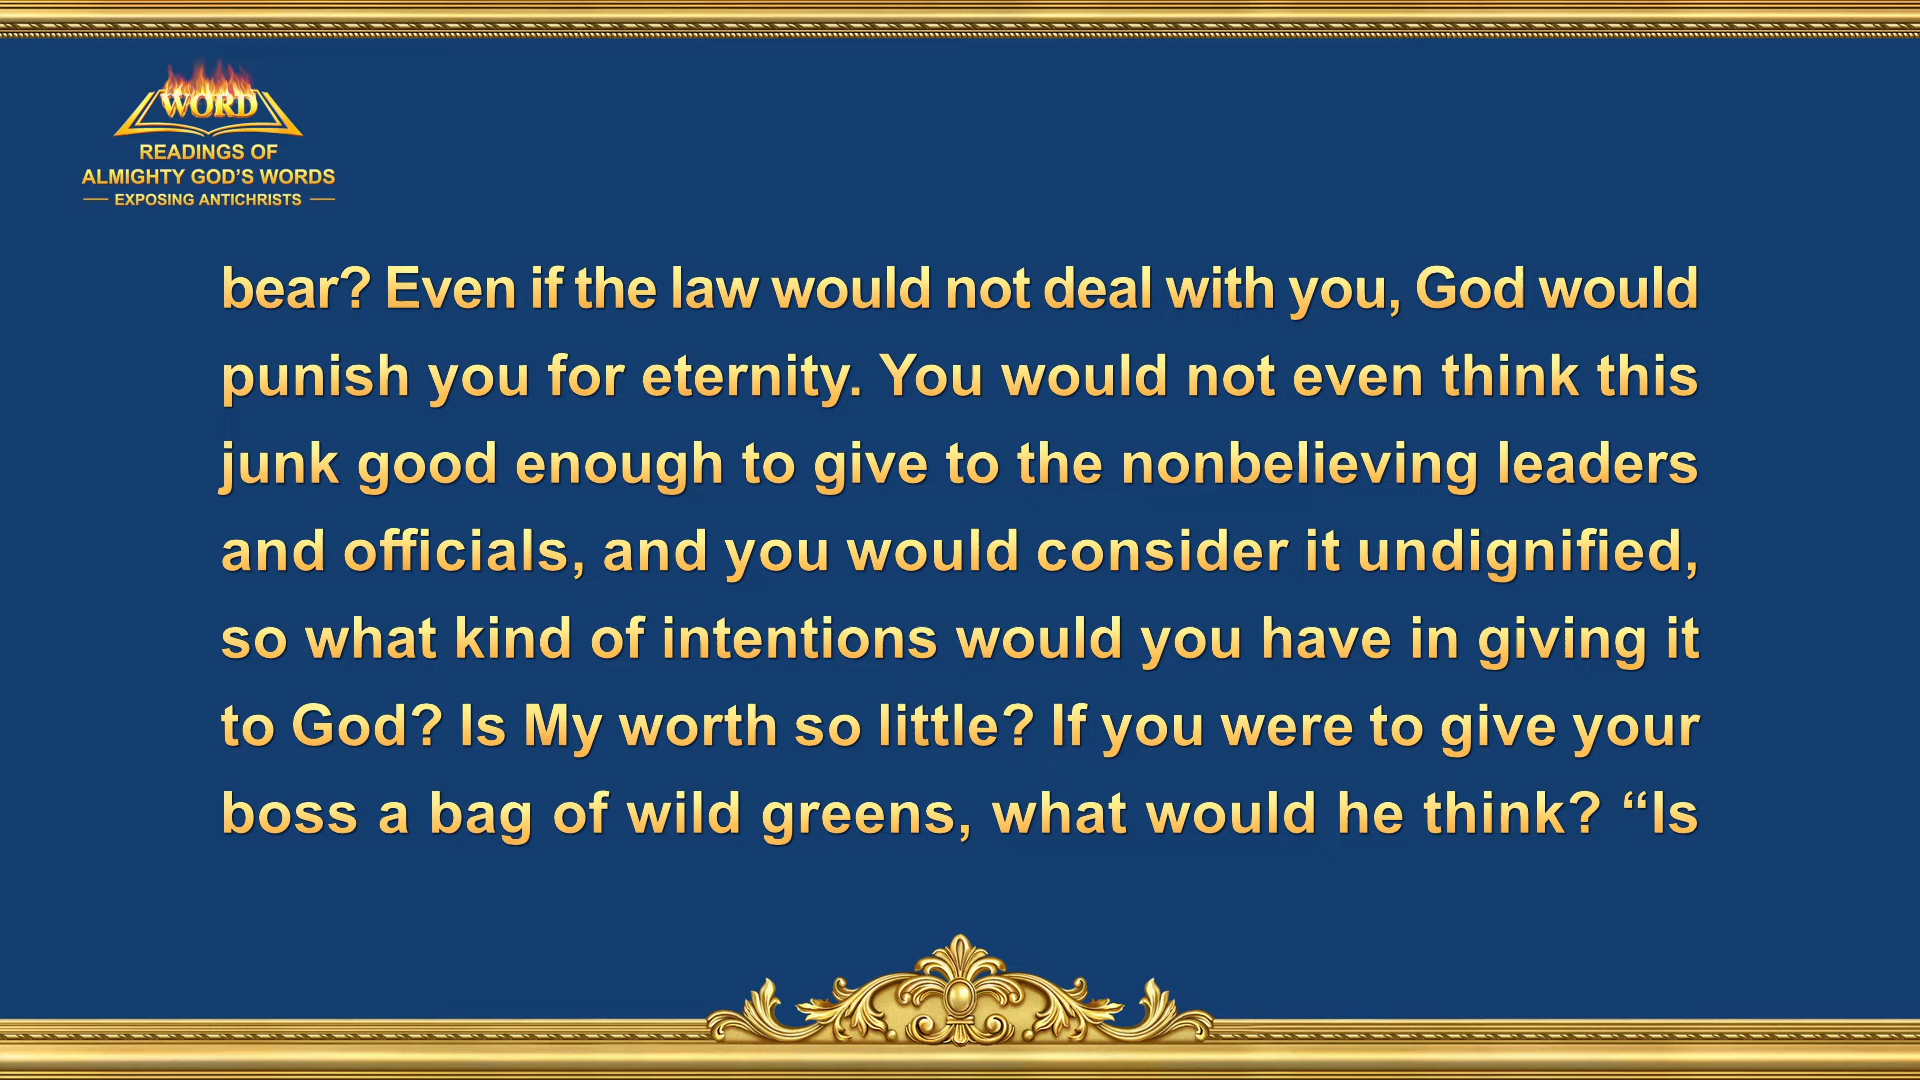 WORD
READINGS OF
ALMIGHTY GOD'S WORDS
EXPOSING ANTICHRISTS
bear? Even if the law would not deal with you, God would
punish you for eternity. You would not even think this
junk good enough to give to the nonbelieving leaders
and officials, and you would consider it undignified,
so what kind of intentions would you have in giving it
to God? Is My worth so little? If you were to give your
boss a bag of wild greens, what would he think? “Is